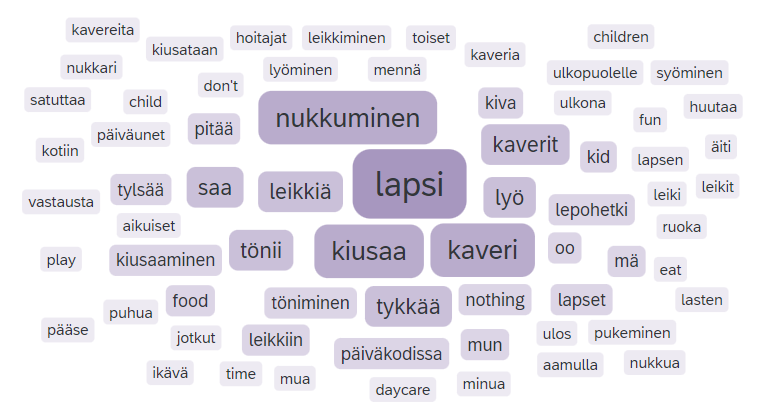 kavereita
kiusataan
hoitajat
leikkiminen
toiset
children
kaveria
nukkari
lyöminen
mennä
ulkopuolelle
syöminen
don't
satuttaa
child
kiva
ulkona
huutaa
nukkuminen
fun
päiväunet
pitää
kaverit
kotiin
kid
lapsen
äiti
tylsää
saa
leikkiä
lapsi
lyö
leiki
leikit
vastausta
lepohetki
aikuiset
ruoka
play
kiusaaminen
tönii
kiusaa
kaveri
oo
mä
eat
puhua
food
töniminen
tykkää
nothing
lapset
lasten
pääse
jotkut
leikkiin
päiväkodissa
mun
ulos
pukeminen
ikävä
time
mua
daycare
minua
aamulla
nukkua